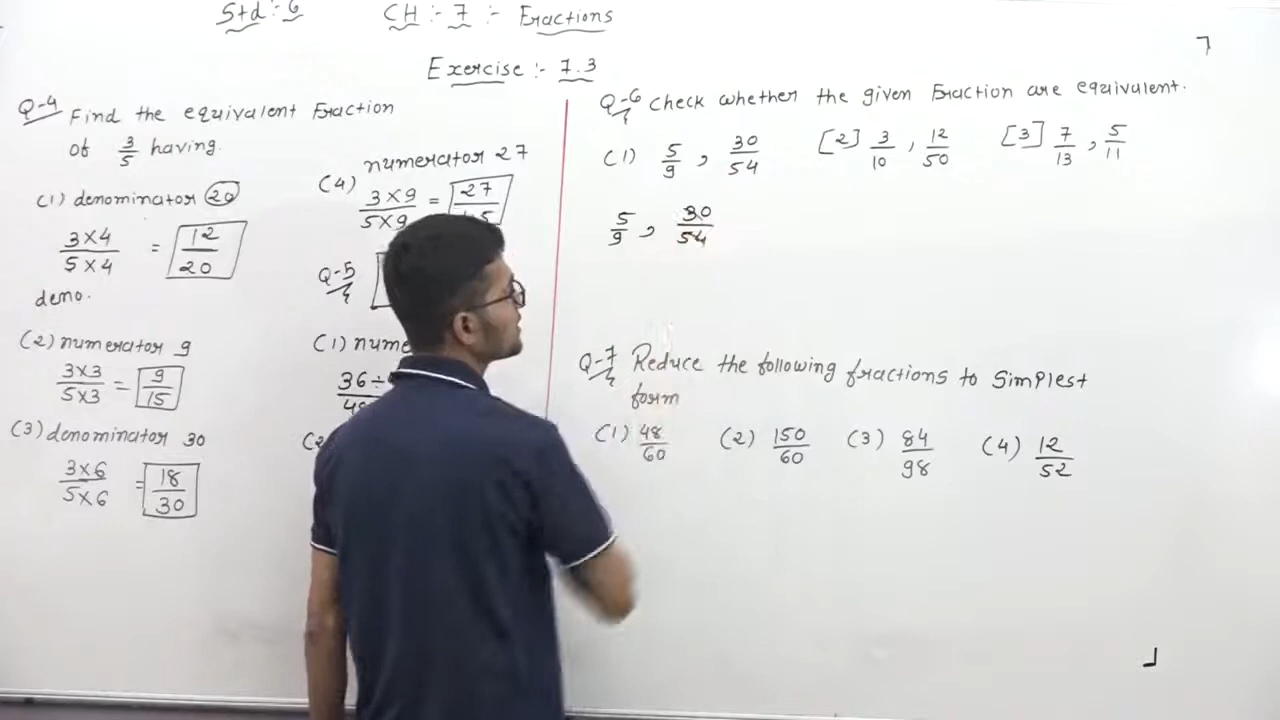 Std :- 6 CH :- 7 :- Fractions
Exercise :- 7.3
Q-4 Find the equivalent Fraction
of 3/5 having.
(1) denominator 20
3×4/5×4 = 12/20
deno.
(2) numerator 9
3×3/5×3 = 9/15
(3) denominator 30
3×6/5×6 = 18/30
(4) numerator 27
3×9/5×9 = 27
Q-5
(1)
36÷
Q-6 Check whether the given Fraction are equivalent.
(1) 5/9 , 30/54 [2] 3/10 , 12/50 [3] 7/13 , 5/11
5/9 , 30/54
Q-7 Reduce the following fractions to Simplest
form
(1) 48/60 (2) 150/60 (3) 84/98 (4) 12/52